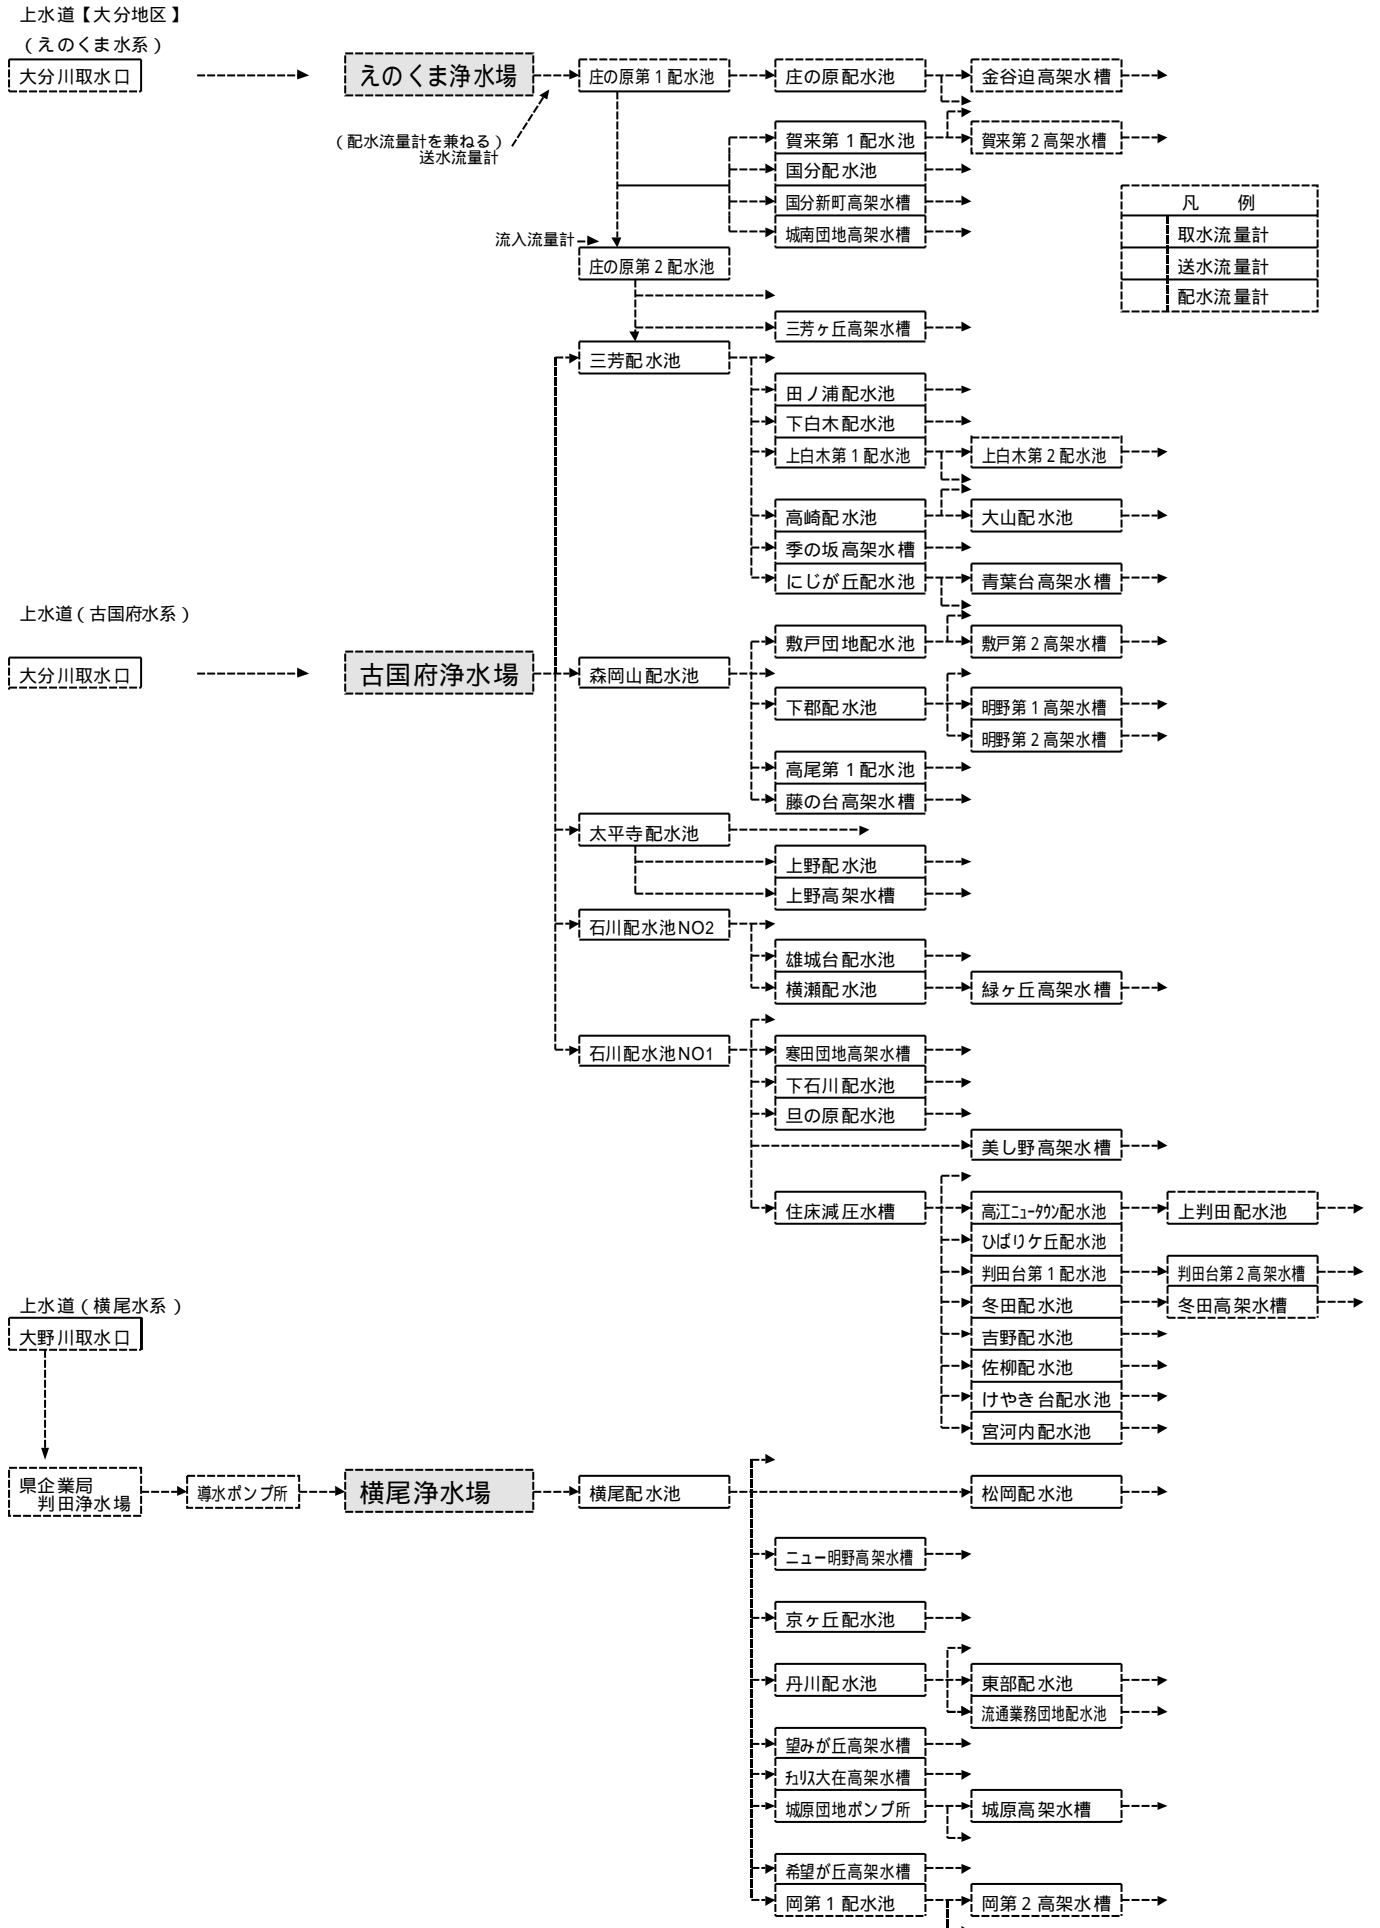 上水道【大分地区】
(えのくま水系)
大分川取水口
えのくま浄水場
庄の原第1配水池
庄の原配水池
金谷迫高架水槽
(配水流量計を兼ねる)
送水流量計
賀来第1配水池
賀来第2高架水槽
国分配水池
国分新町高架水槽
城南団地高架水槽
凡 例
取水流量計
送水流量計
配水流量計
流入流量計
庄の原第2配水池
三芳ヶ丘高架水槽
三芳配水池
田ノ浦配水池
下白木配水池
上白木第1配水池
上白木第2配水池
高崎配水池
大山配水池
季の坂高架水槽
にじが丘配水池
青葉台高架水槽
上水道(古国府水系)
大分川取水口
古国府浄水場
森岡山配水池
敷戸団地配水池
敷戸第2高架水槽
下郡配水池
明野第1高架水槽
明野第2高架水槽
高尾第1配水池
藤の台高架水槽
太平寺配水池
上野配水池
上野高架水槽
石川配水池NO2
雄城台配水池
横瀬配水池
緑ヶ丘高架水槽
石川配水池NO1
寒田団地高架水槽
下石川配水池
旦の原配水池
美し野高架水槽
住床減圧水槽
高江ニュータウン配水池
上判田配水池
ひばりケ丘配水池
判田台第1配水池
判田台第2高架水槽
冬田配水池
冬田高架水槽
吉野配水池
佐柳配水池
けやき台配水池
宮河内配水池
上水道(横尾水系)
大野川取水口
県企業局
判田浄水場
導水ポンプ所
横尾浄水場
横尾配水池
松岡配水池
ニュー明野高架水槽
京ヶ丘配水池
丹川配水池
東部配水池
流通業務団地配水池
望みが丘高架水槽
ﾁｭﾘｽ大在高架水槽
城原団地ポンプ所
城原高架水槽
希望が丘高架水槽
岡第1配水池
岡第2高架水槽